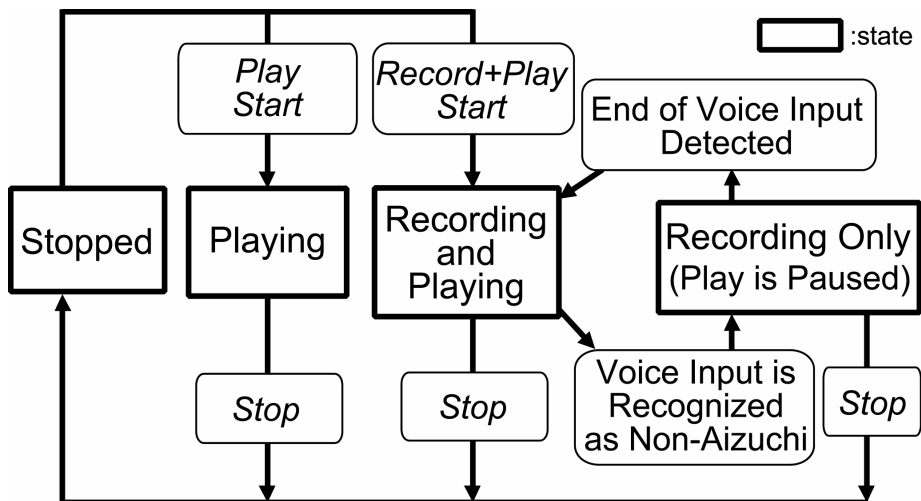 :state
Play
Start
Record+Play
Start
End of Voice Input
Detected
Stopped
Playing
Recording
and
Playing
Recording Only
(Play is Paused)
Stop
Stop
Voice Input is
Recognized
as Non-Aizuchi
Stop